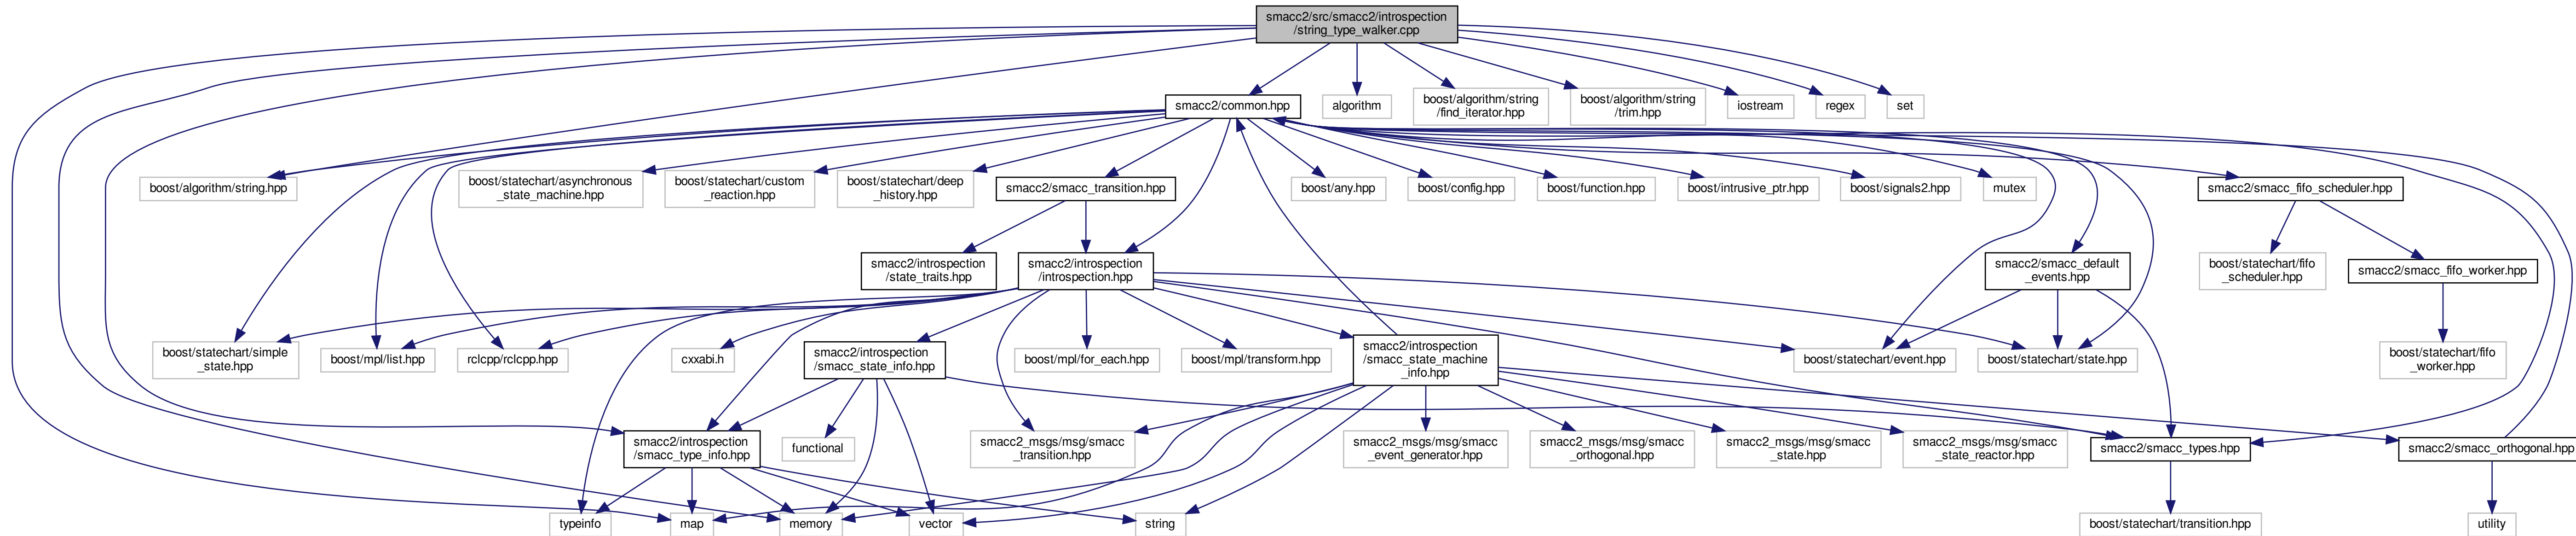 smacc2/src/smacc2/introspection
/string_type_walker.cpp
smacc2/common.hpp
algorithm
boost/algorithm/string
/find_iterator.hpp
boost/algorithm/string
/trim.hpp
iostream
regex
set
boost/algorithm/string.hpp
boost/statechart/asynchronous
_state_machine.hpp
boost/statechart/custom
_reaction.hpp
boost/statechart/deep
_history.hpp
smacc2/smacc_transition.hpp
boost/any.hpp
boost/config.hpp
boost/function.hpp
boost/intrusive_ptr.hpp
boost/signals2.hpp
mutex
smacc2/smacc_fifo_scheduler.hpp
smacc2/introspection
/state_traits.hpp
smacc2/introspection
/introspection.hpp
smacc2/smacc_default
_events.hpp
boost/statechart/fifo
_scheduler.hpp
smacc2/smacc_fifo_worker.hpp
boost/statechart/simple
_state.hpp
boost/mpl/list.hpp
rclcpp/rclcpp.hpp
cxxabi.h
smacc2/introspection
/smacc_state_info.hpp
boost/mpl/for_each.hpp
boost/mpl/transform.hpp
smacc2/introspection
/smacc_state_machine
_info.hpp
boost/statechart/event.hpp
boost/statechart/state.hpp
boost/statechart/fifo
_worker.hpp
smacc2/introspection
/smacc_type_info.hpp
functional
smacc2_msgs/msg/smacc
_transition.hpp
smacc2_msgs/msg/smacc
_event_generator.hpp
smacc2_msgs/msg/smacc
_orthogonal.hpp
smacc2_msgs/msg/smacc
_state.hpp
smacc2_msgs/msg/smacc
_state_reactor.hpp
smacc2/smacc_types.hpp
smacc2/smacc_orthogonal.hpp
typeinfo
map
memory
vector
string
boost/statechart/transition.hpp
utility